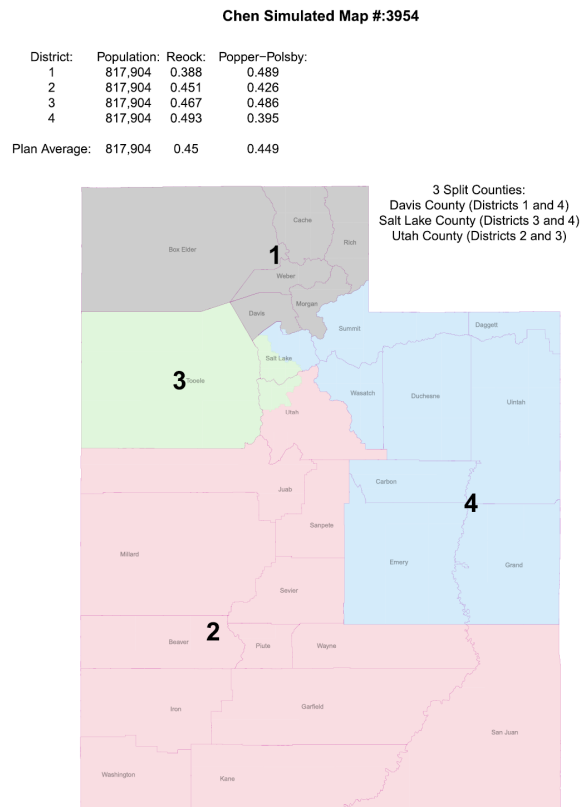 Chen Simulated Map #:3954
District: Population: Reock: Popper−Polsby:
1 817,904 0.388 0.489
2 817,904 0.451 0.426
3 817,904 0.467 0.486
4 817,904 0.493 0.395
Plan Average: 817,904 0.45 0.449
3 Split Counties:
Davis County (Districts 1 and 4)
Salt Lake County (Districts 3 and 4)
Utah County (Districts 2 and 3)
Cache
Rich
Box Elder
1
Weber
Morgan
Davis
Summit
Daggett
Salt Lake
3
Tooele
Wasatch
Duchesne
Uintah
Utah
Carbon
Juab
4
Sanpete
Millard
Emery
Grand
Sevier
2
Beaver
Piute
Wayne
Iron
Garfield
San Juan
Washington
Kane